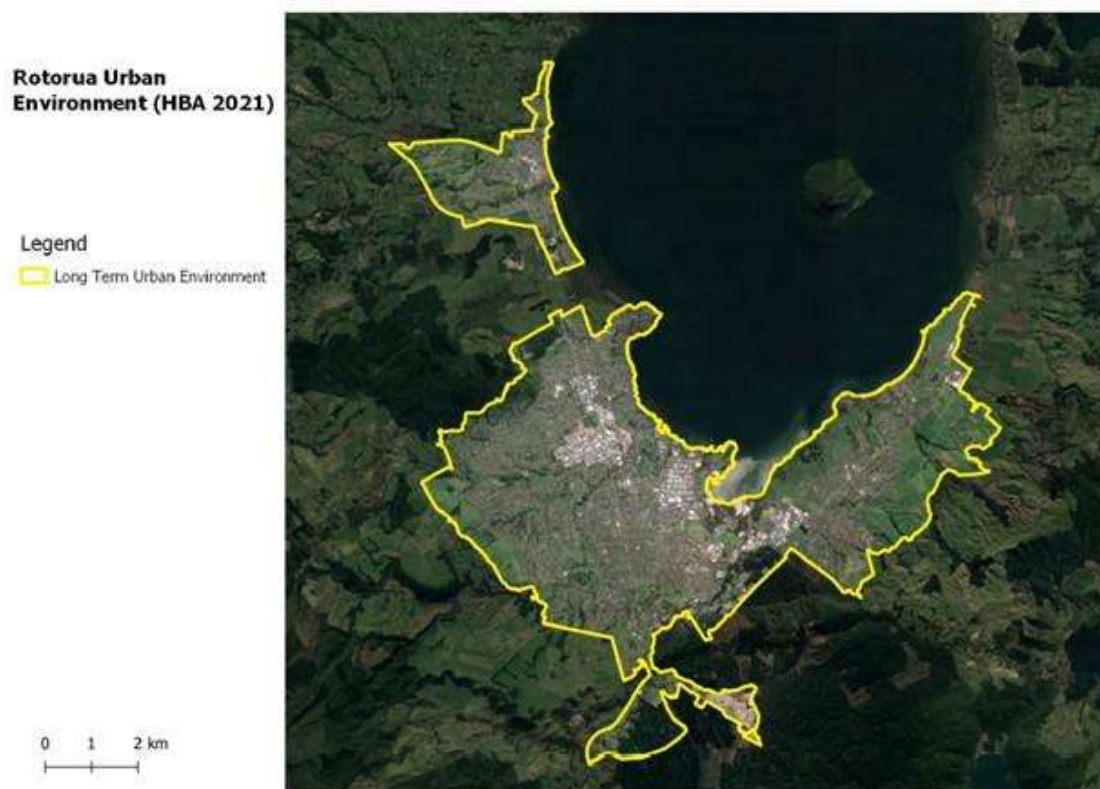 Rotorua Urban
Environment (HBA 2021)
Legend
Long Term Urban Environment
0 1 2 km